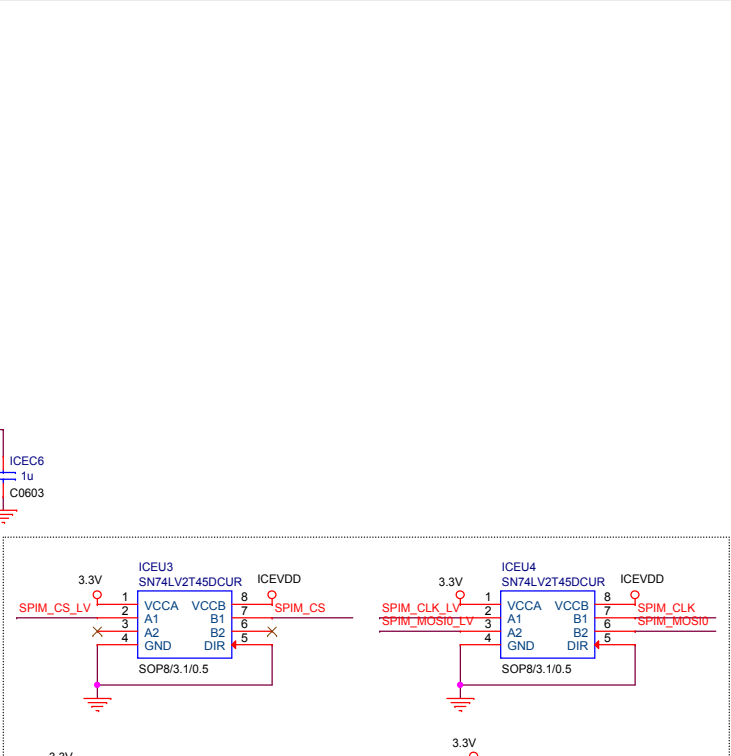 ICEC6
1u
C0603
ICEU3
SN74LV2T45DCUR
3.3V
ICEVDD
SPIM_CS_LV
SPIM_CS
1 VCCA VCCB 8
2 A1 B1 7
3 A2 B2 6
4 GND DIR 5
SOP8/3.1/0.5
ICEU4
SN74LV2T45DCUR
3.3V
ICEVDD
SPIM_CLK_LV
SPIM_CLK
SPIM_MOSI0_LV
SPIM_MOSI0
1 VCCA VCCB 8
2 A1 B1 7
3 A2 B2 6
4 GND DIR 5
SOP8/3.1/0.5
3.3V
3.3V